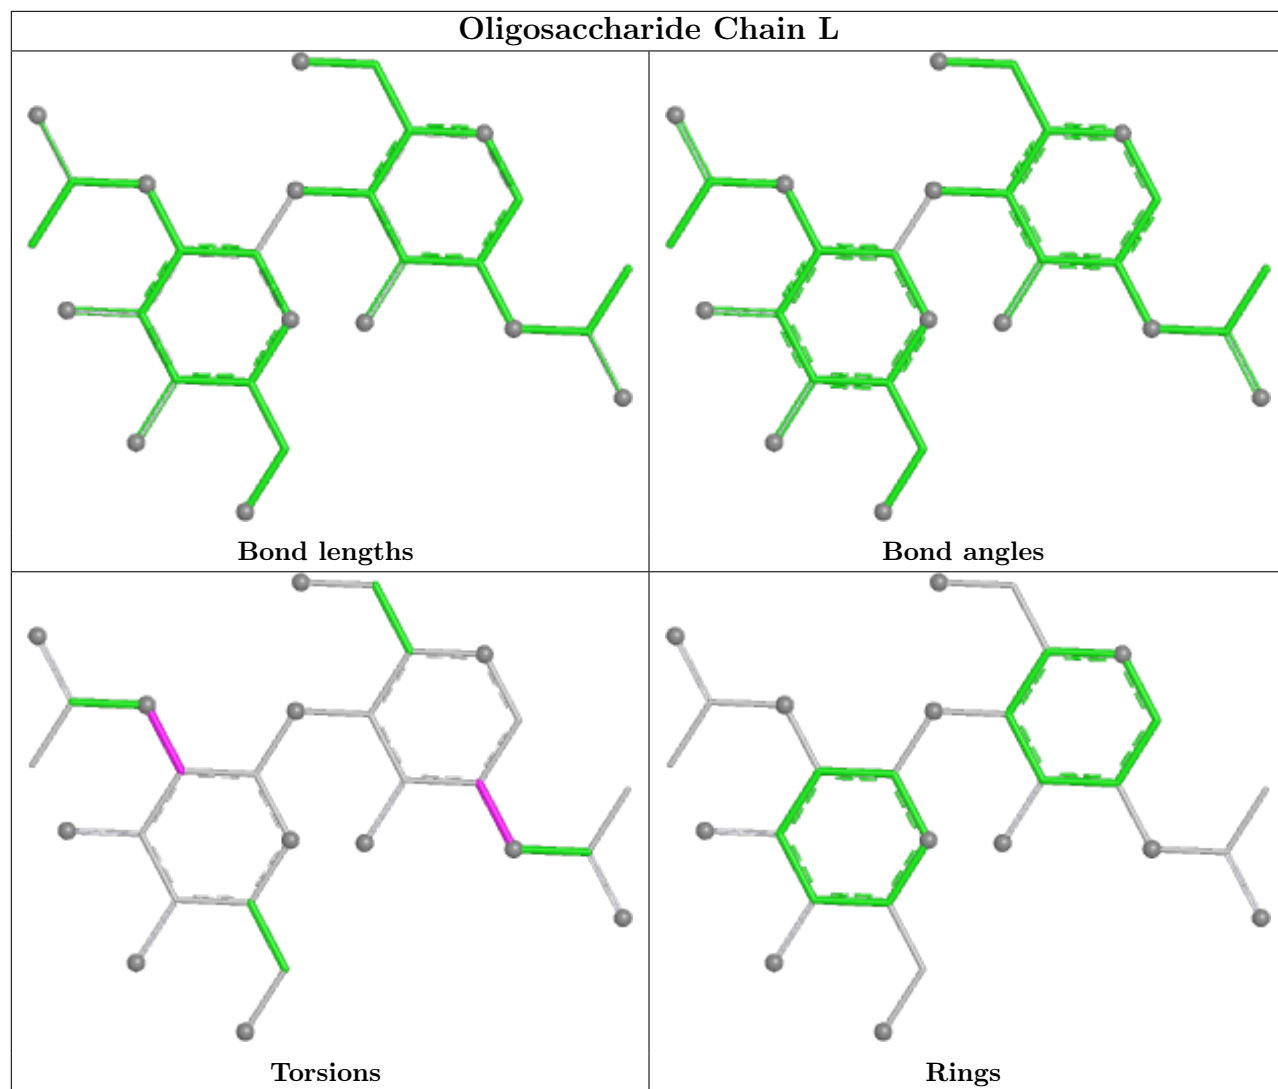 Oligosaccharide Chain L
Bond lengths
Bond angles
Torsions
Rings